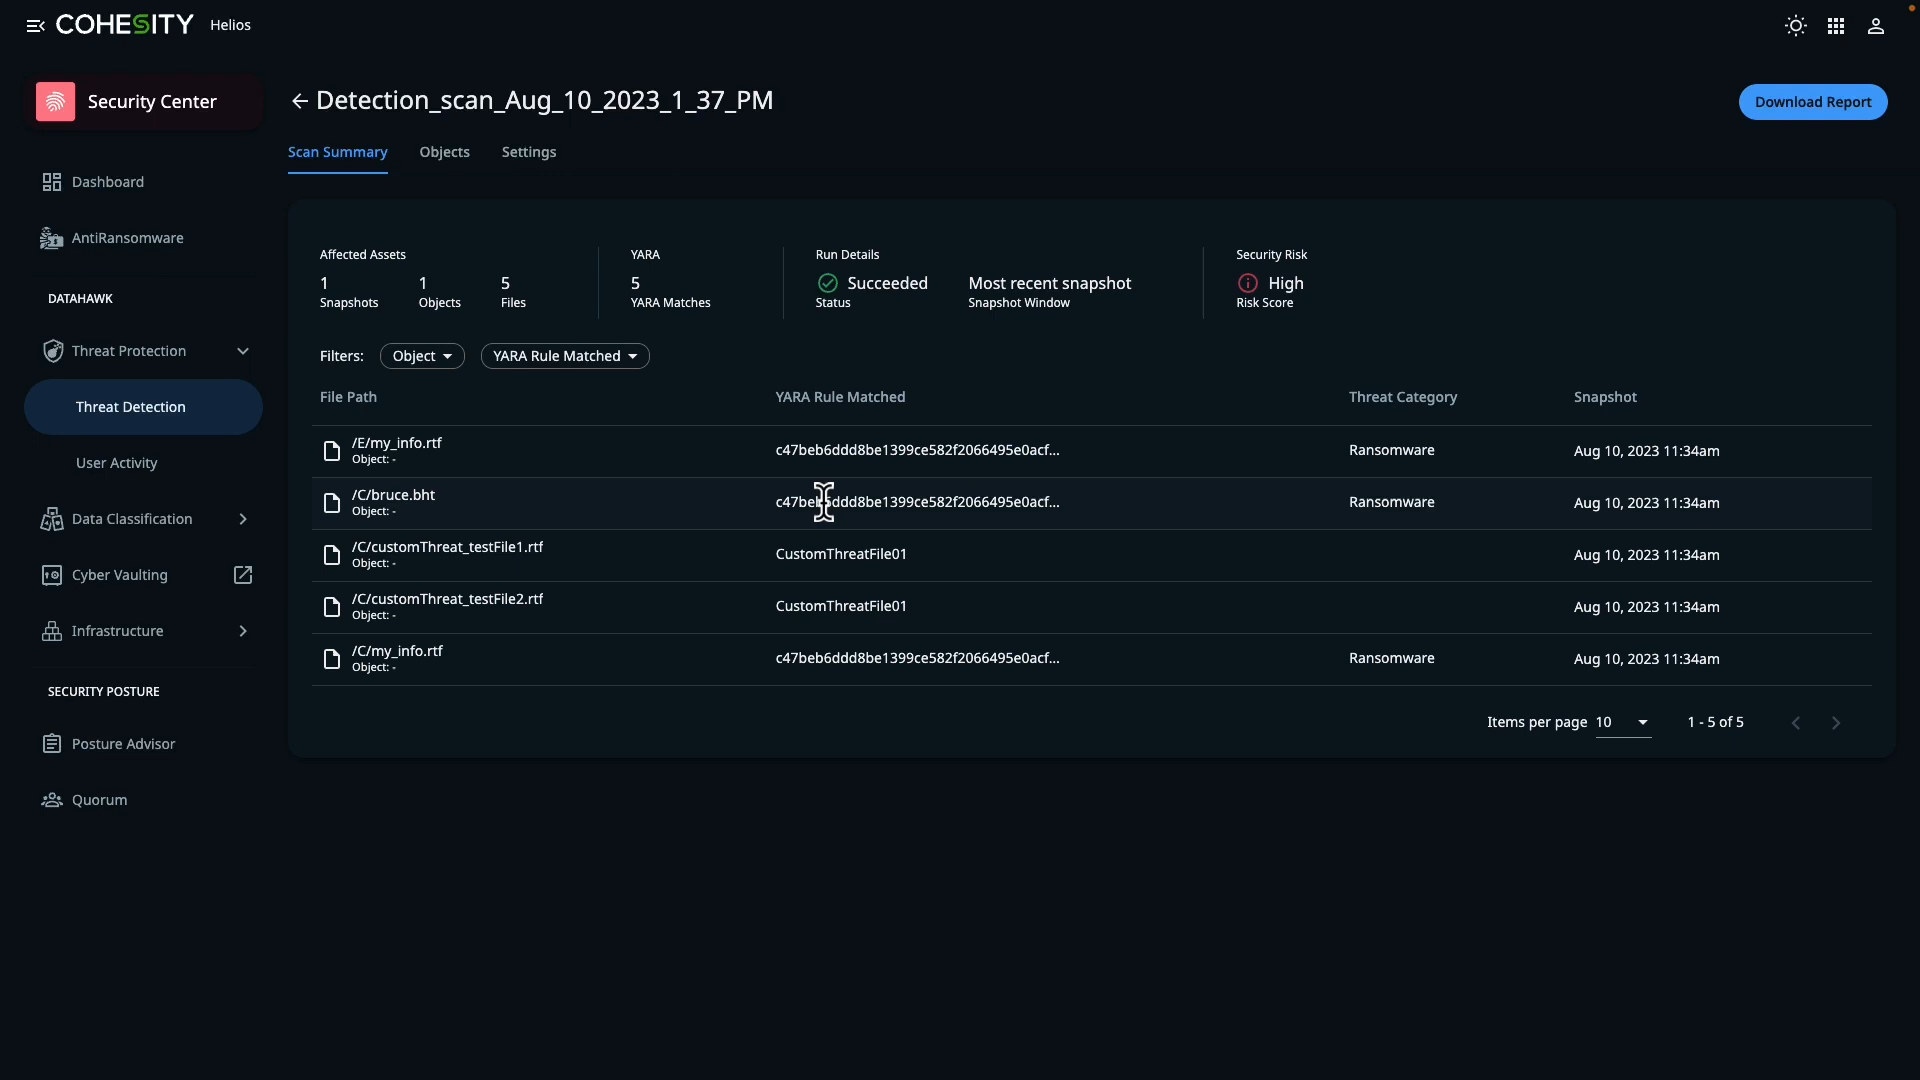 COHESITY Helios
Security Center
Detection_scan_Aug_10_2023_1_37_PM
Download Report
Scan Summary Objects Settings
Dashboard
AntiRansomware
DATAHAWK
Threat Protection
Threat Detection
User Activity
Data Classification
Cyber Vaulting
Infrastructure
SECURITY POSTURE
Posture Advisor
Quorum
Affected Assets YARA Run Details Security Risk
1 1 5 5 Succeeded Most recent snapshot High
Snapshots Objects Files YARA Matches Status Snapshot Window Risk Score
Filters: Object YARA Rule Matched
File Path YARA Rule Matched Threat Category Snapshot
/E/my_info.rtf
Object: -
c47beb6ddd8be1399ce582f2066495e0acf... Ransomware Aug 10, 2023 11:34am
/C/bruce.bht
Object: -
c47beb6ddd8be1399ce582f2066495e0acf... Ransomware Aug 10, 2023 11:34am
/C/customThreat_testFile1.rtf
Object: -
CustomThreatFile01 Aug 10, 2023 11:34am
/C/customThreat_testFile2.rtf
Object: -
CustomThreatFile01 Aug 10, 2023 11:34am
/C/my_info.rtf
Object: -
c47beb6ddd8be1399ce582f2066495e0acf... Ransomware Aug 10, 2023 11:34am
Items per page 10 1 - 5 of 5